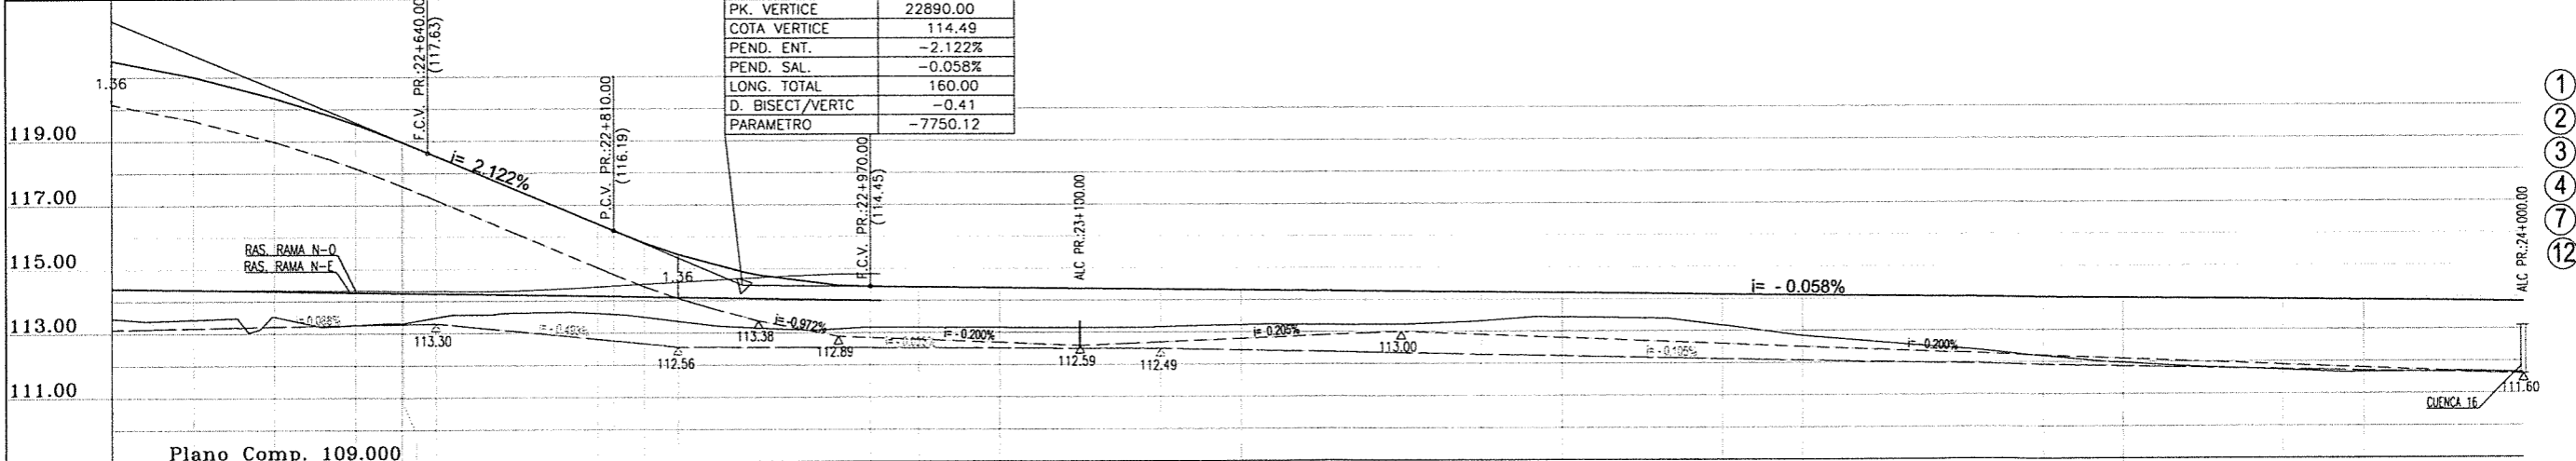 PK. VERTICE 22890.00
COTA VERTICE 114.49
PEND. ENT. -2.122%
PEND. SAL. -0.058%
LONG. TOTAL 160.00
D. BISECT/VERTC -0.41
PARAMETRO -7750.12
F.C.V. PR.:22+640.00
(117.63)
P.C.V. PR.:22+810.00
(116.19)
F.C.V. PR.:22+970.00
(114.45)
ALC PR.:23+100.00
ALC PR.:24+000.00
1
2
3
4
7
12
1.36
119.00
i= 2.122%
117.00
RAS. RAMA N-O
RAS. RAMA N-E
115.00
1.36
i= - 0.058%
113.00
i=-0.972%
i= -0.200%
i=-0.205%
i= -0.200%
i= -0.105%
113.30
113.38
112.89
112.56
112.59
112.49
113.00
111.60
111.00
CUENCA 16
Plano Comp. 109.000